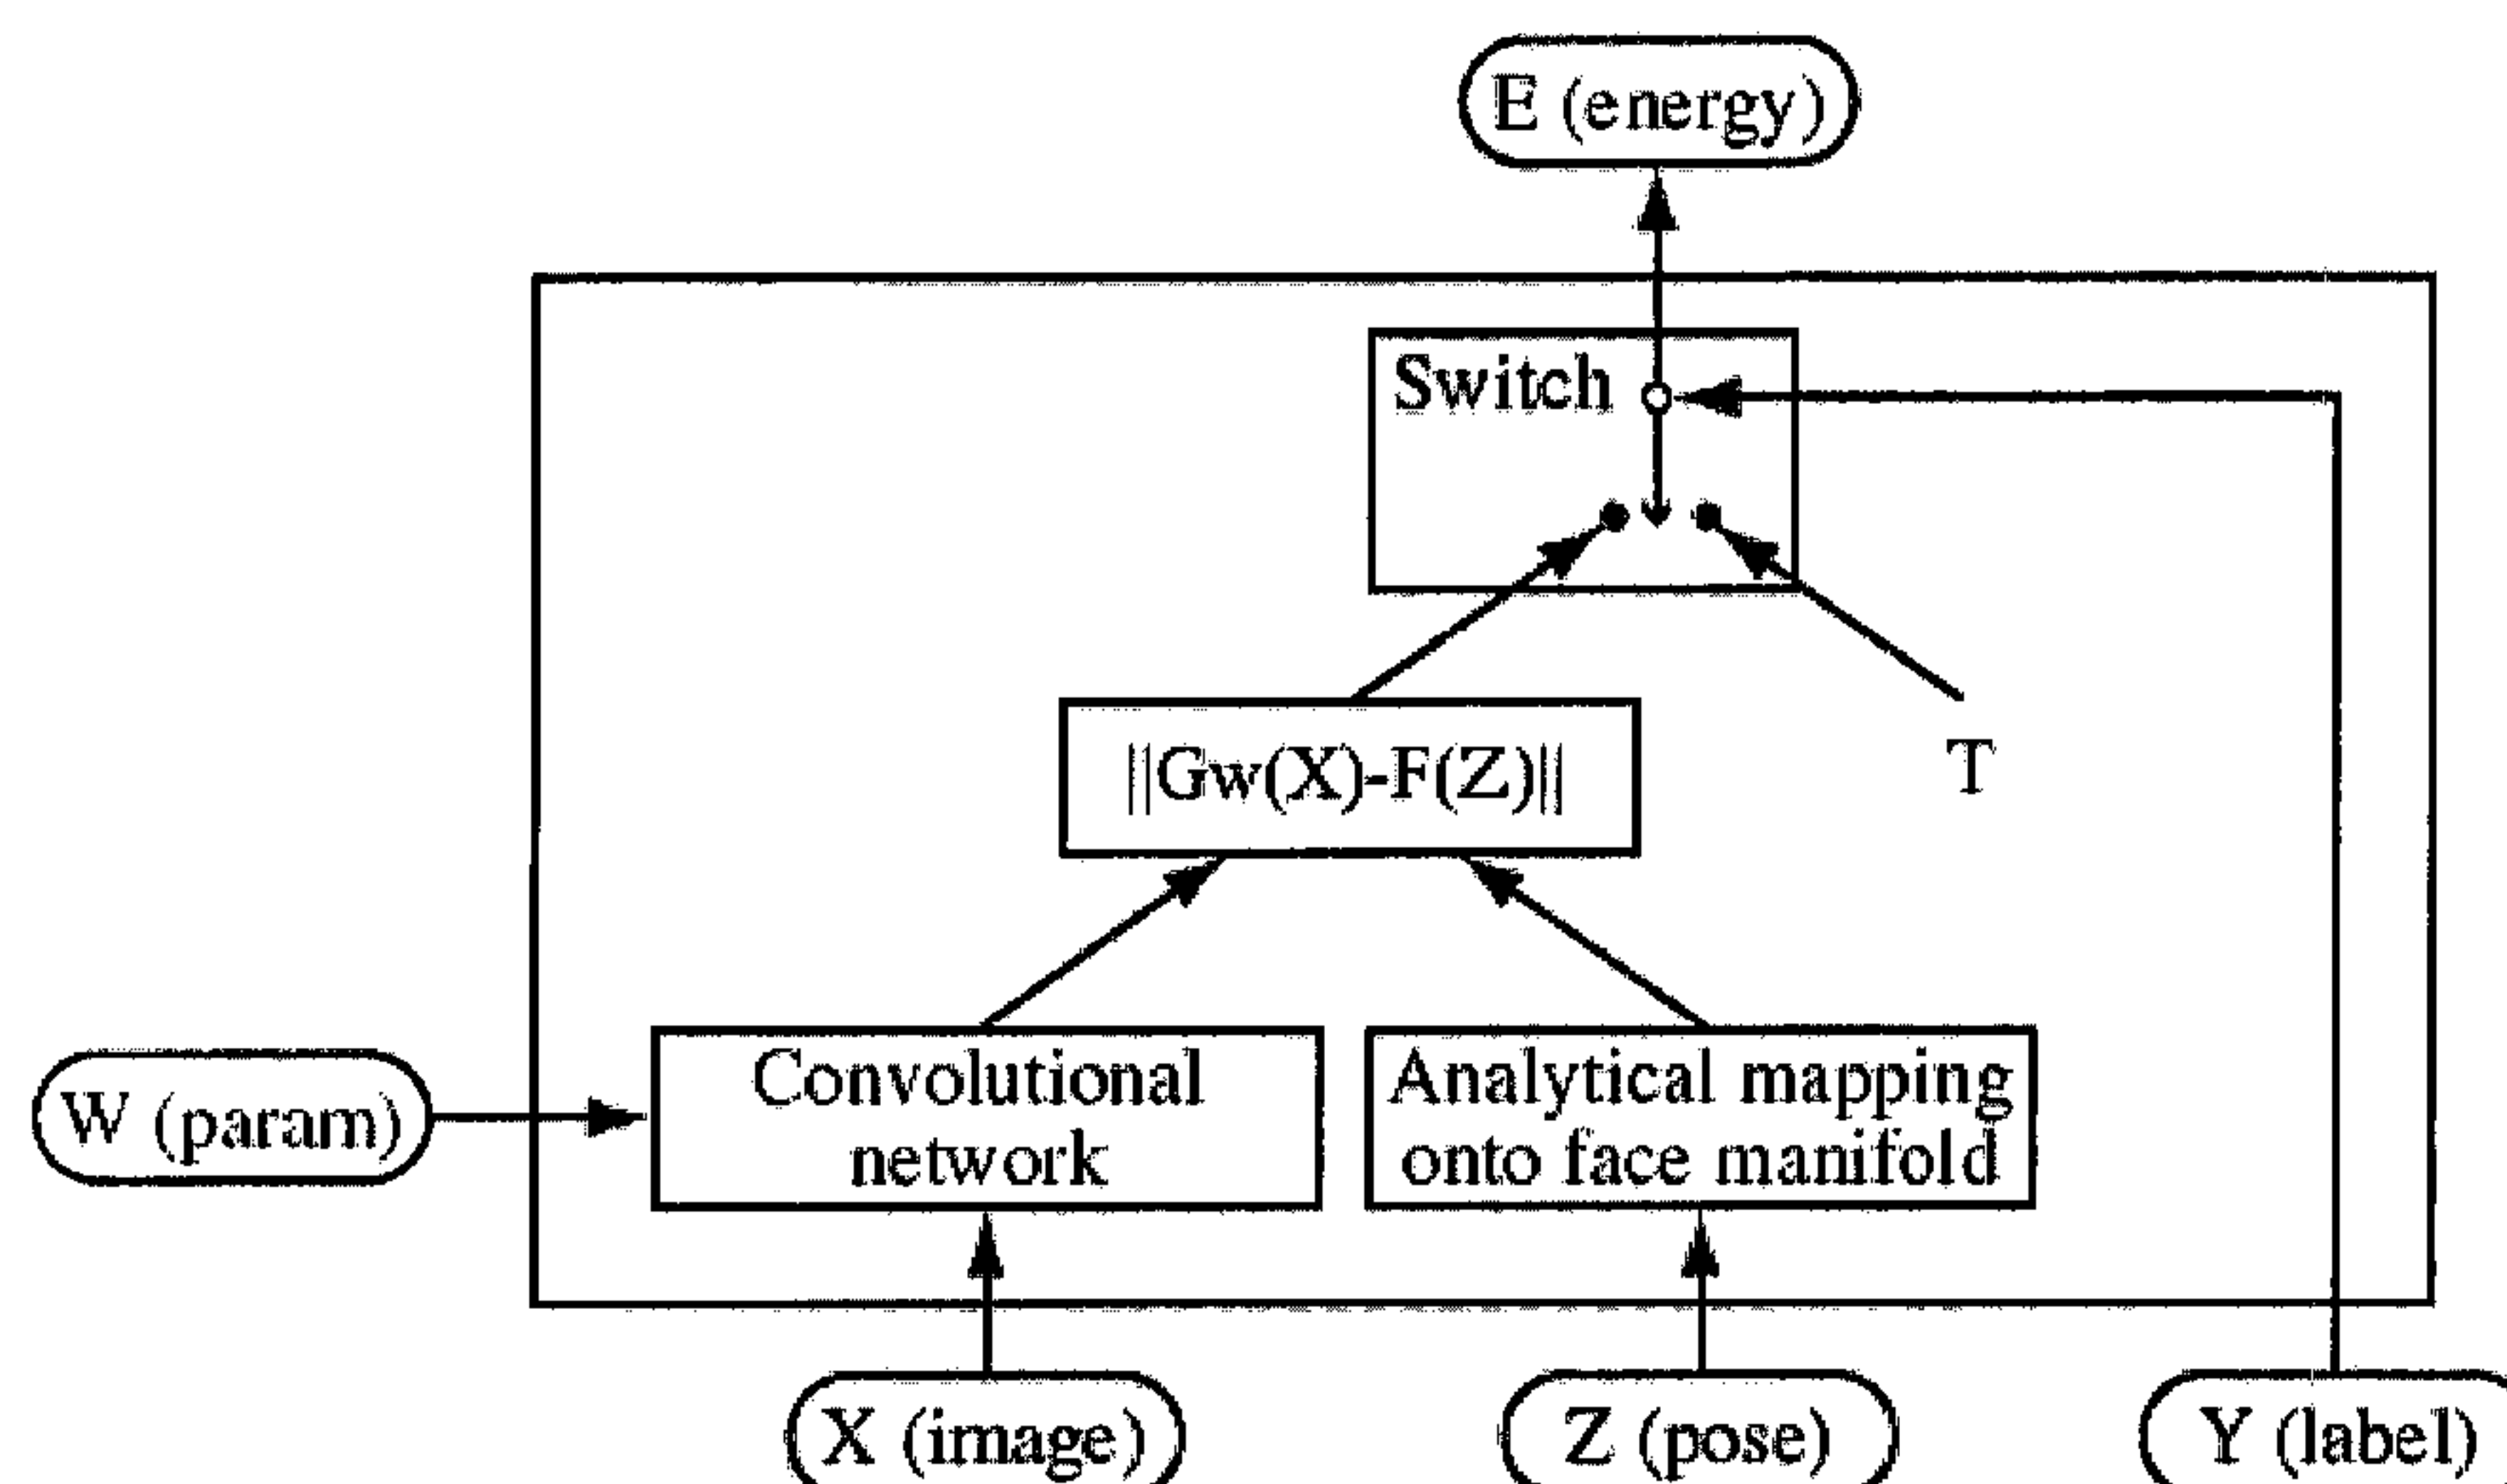 E (energy)
Switch
||Gw(X)-F(Z)||
T
W (param)
Convolutional
network
Analytical mapping
onto face manifold
X (image)
Z (pose)
Y (label)